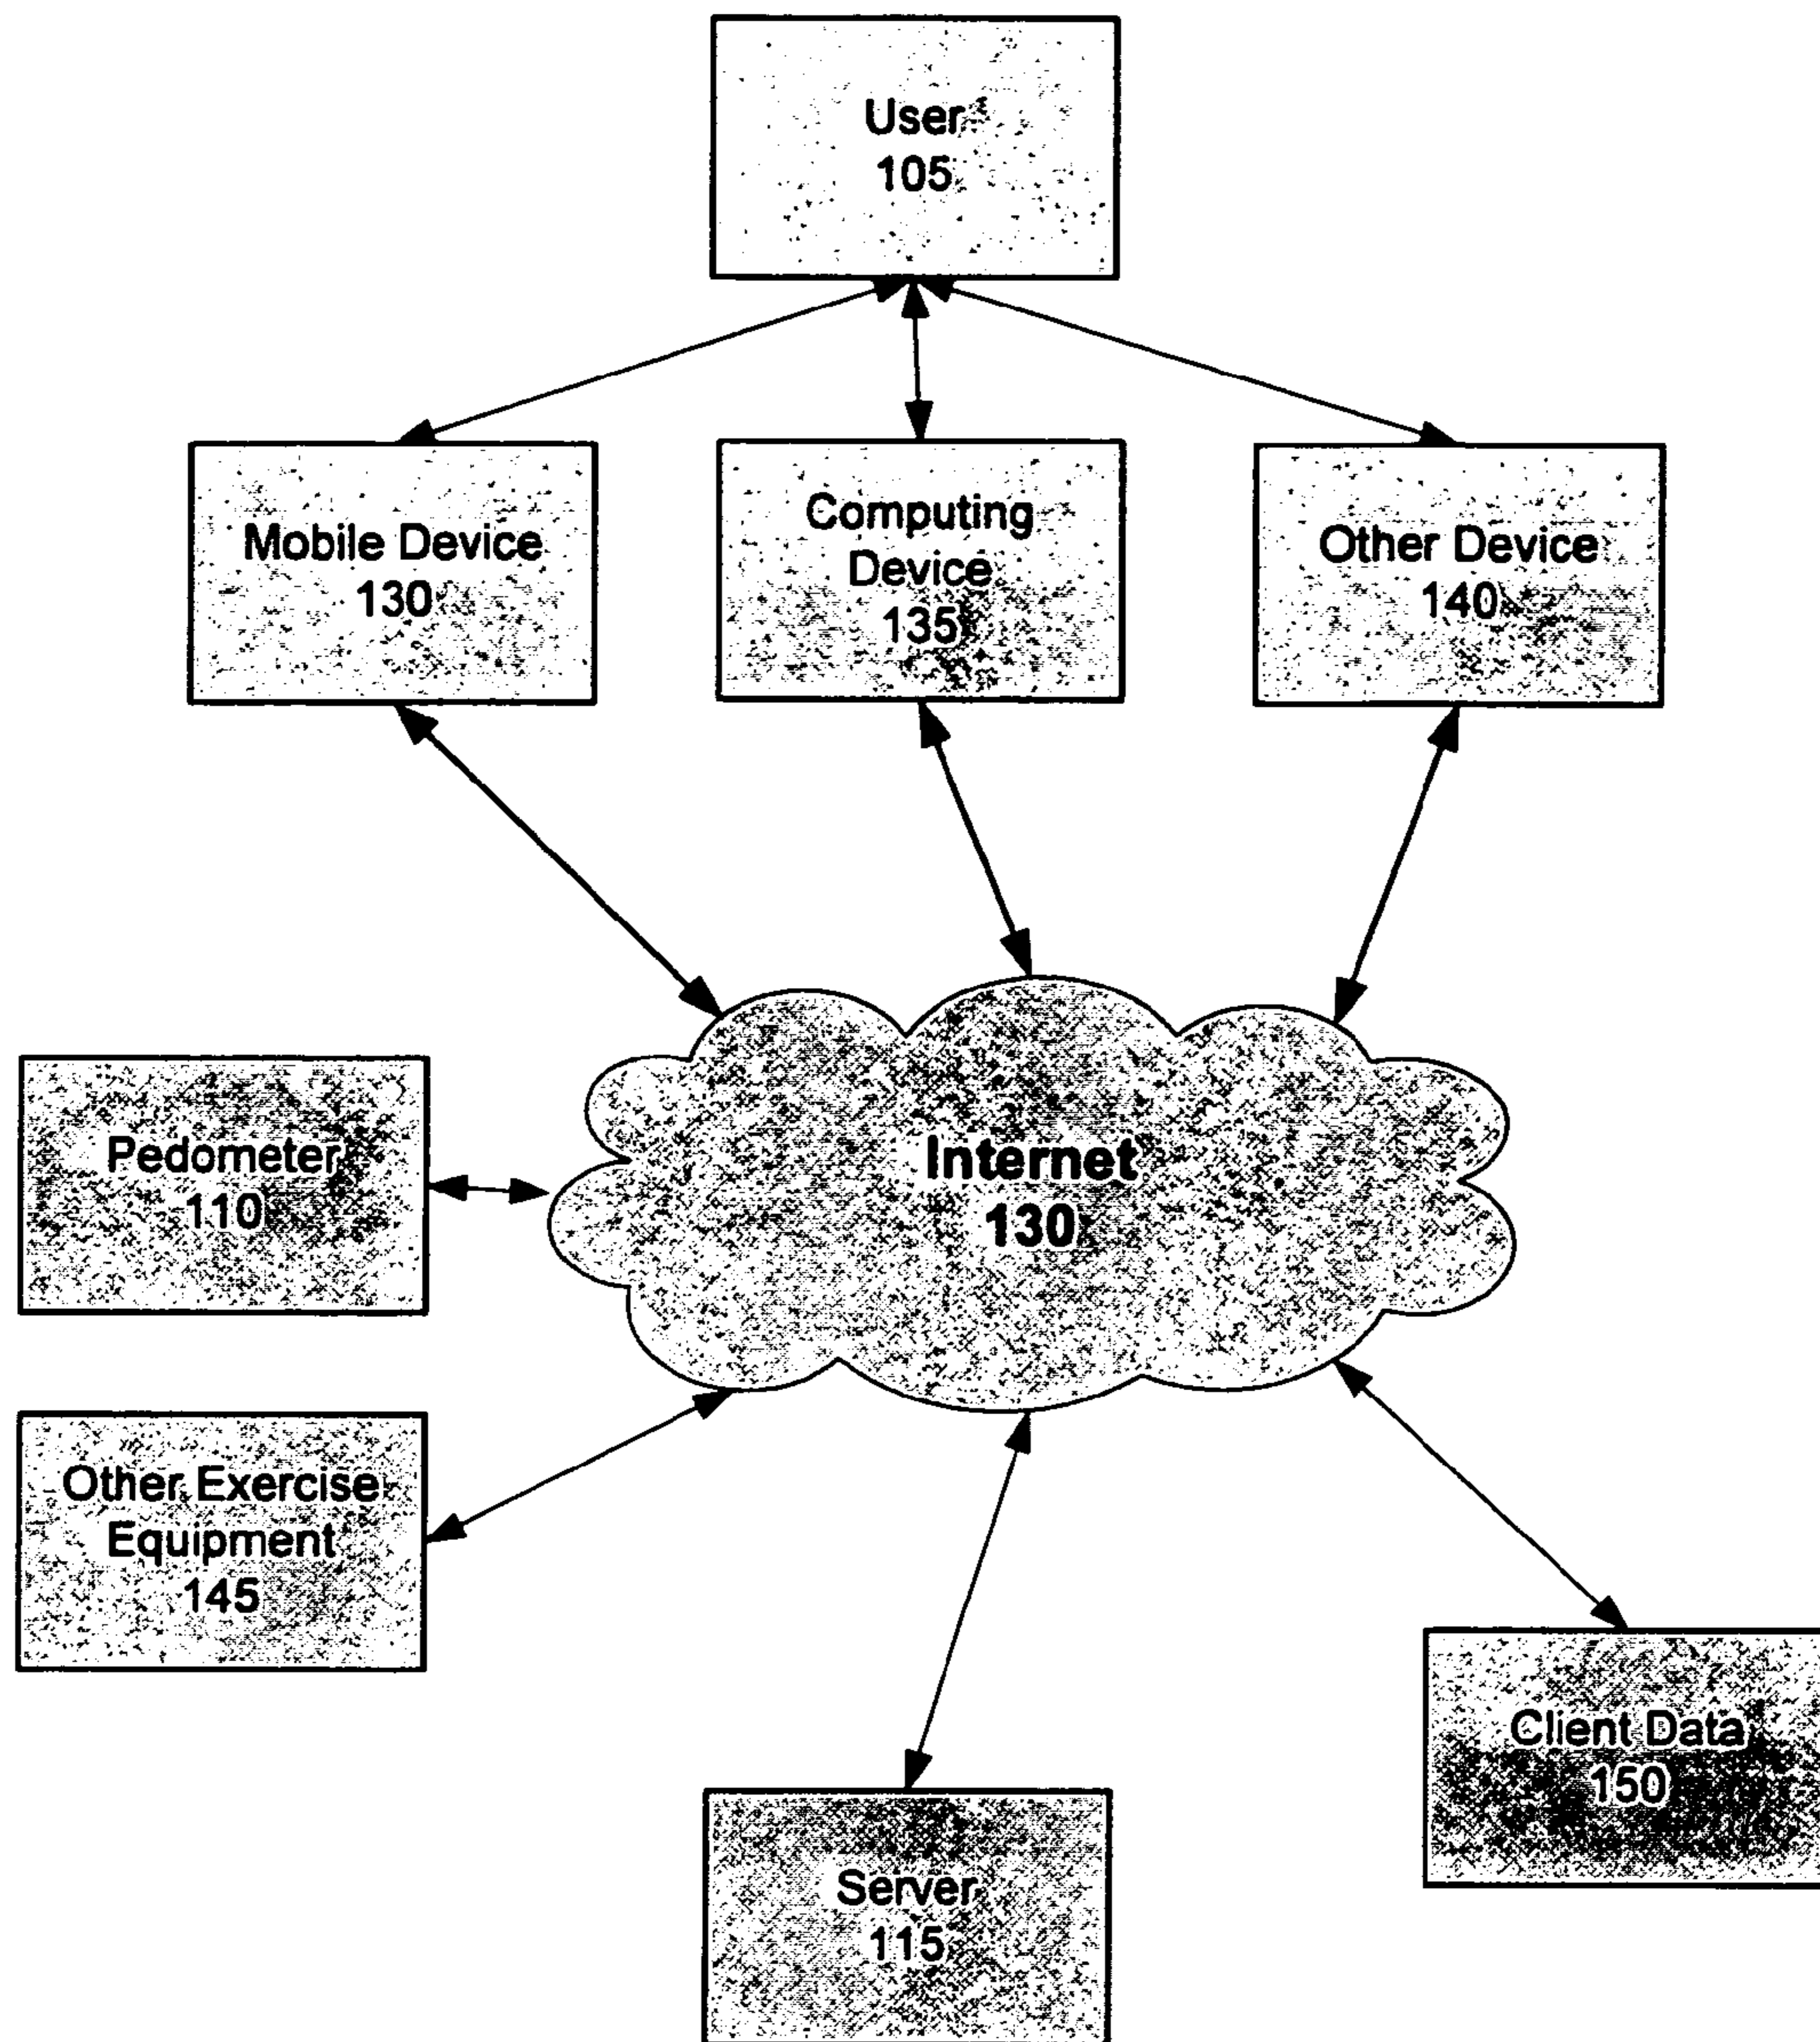 User
105
Mobile Device
130
Computing
Device
135
Other Device
140
Internet
130
Pedometer
110
Other Exercise
Equipment
145
Client Data
150
Server
115